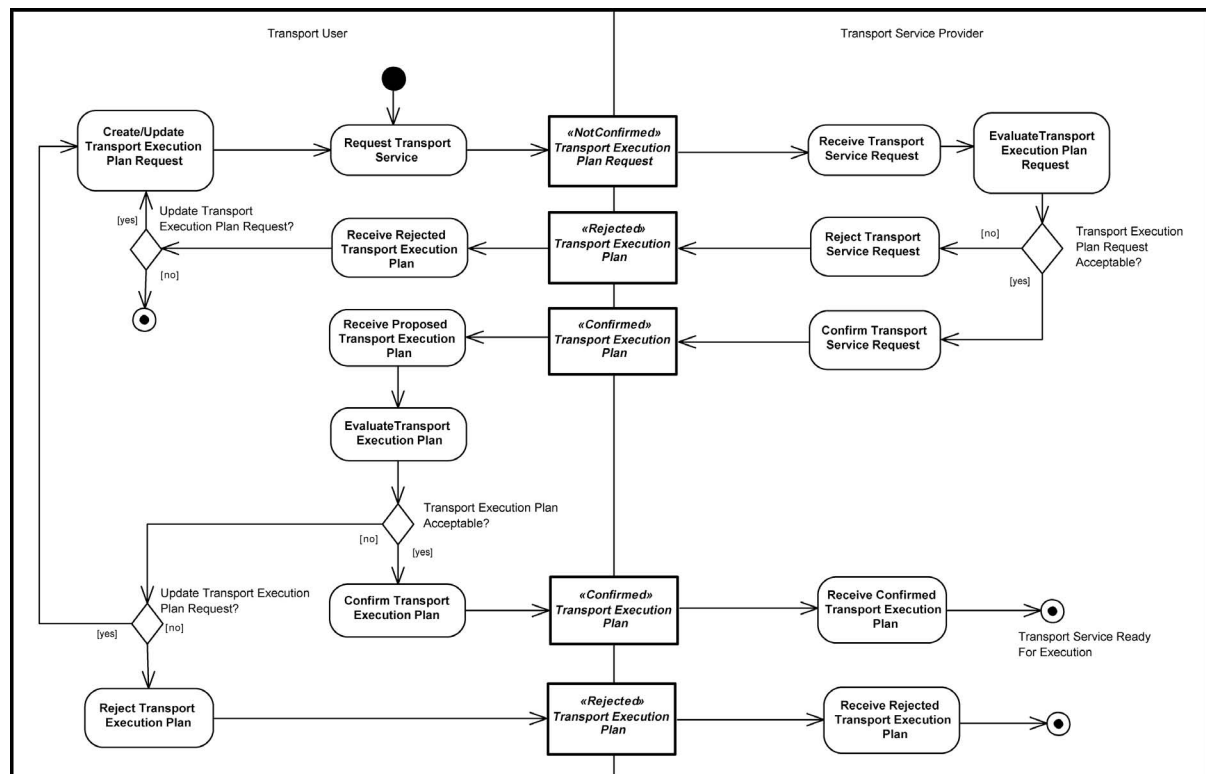 Transport User
Transport Service Provider
Create/Update
Transport Execution
Plan Request
Request Transport
Service
«NotConfirmed»
Transport Execution
Plan Request
Receive Transport
Service Request
EvaluateTransport
Execution Plan
Request
[yes]
Update Transport
Execution Plan Request?
[no]
Receive Rejected
Transport Execution
Plan
«Rejected»
Transport Execution
Plan
Reject Transport
Service Request
[no]
Transport Execution
Plan Request
Acceptable?
[yes]
Receive Proposed
Transport Execution
Plan
«Confirmed»
Transport Execution
Plan
Confirm Transport
Service Request
EvaluateTransport
Execution Plan
Transport Execution Plan
Acceptable?
[no]
[yes]
Update Transport Execution
Plan Request?
[yes]
[no]
Confirm Transport
Execution Plan
«Confirmed»
Transport Execution
Plan
Receive Confirmed
Transport Execution
Plan
Transport Service Ready
For Execution
Reject Transport
Execution Plan
«Rejected»
Transport Execution
Plan
Receive Rejected
Transport Execution
Plan